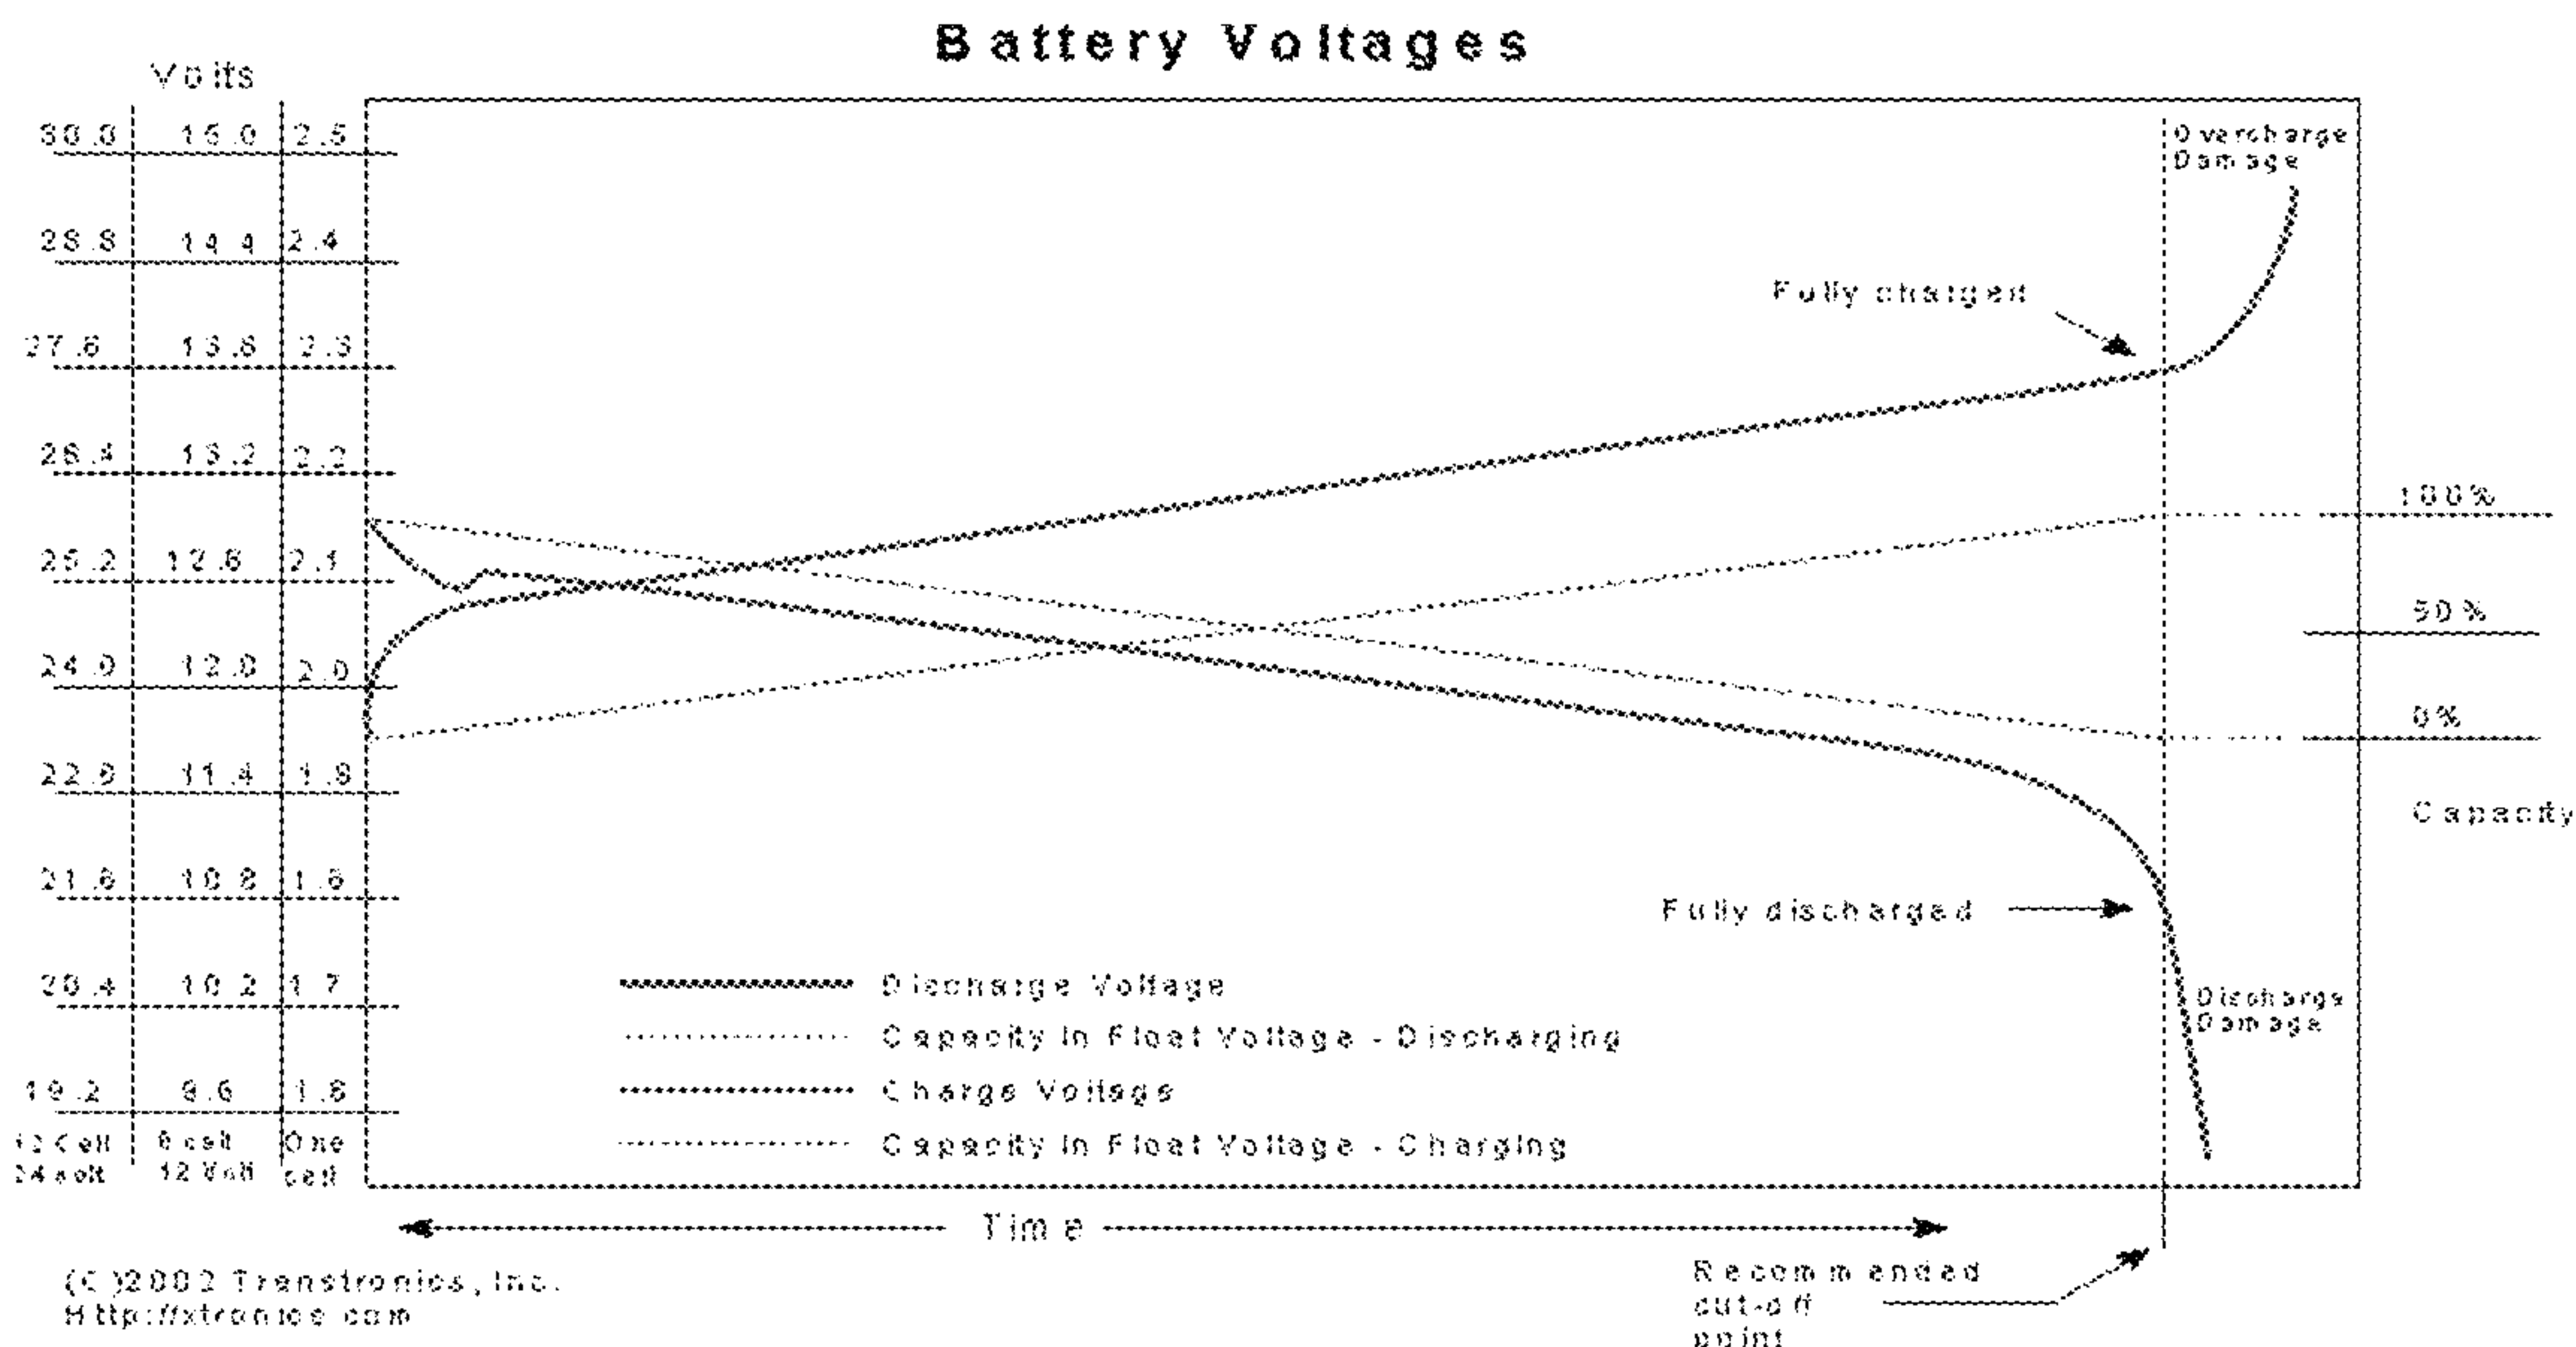 Battery Voltages
Volts
30.0 15.0 2.5
28.8 14.4 2.4
27.6 13.8 2.3
26.4 13.2 2.2
25.2 12.6 2.1
24.0 12.0 2.0
22.8 11.4 1.9
21.6 10.8 1.8
20.4 10.2 1.7
19.2 9.6 1.6
12 Cell 6 cell One
24 volt 12 Volt cell
Overcharge
Damage
Fully charged
100%
50%
0%
Capacity
Fully discharged
Discharge
Damage
Discharge Voltage
Capacity In Float Voltage - Discharging
Charge Voltage
Capacity In Float Voltage - Charging
Time
Recommended
cut-off
point
(C)2002 Transtronics, Inc.
Http://xtronics.com